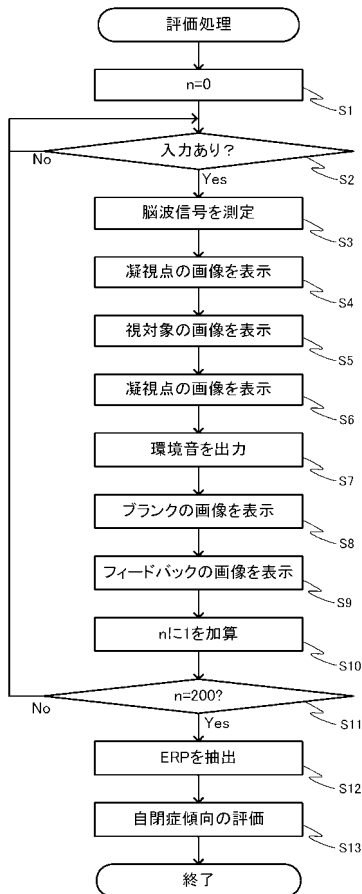 評価処理
n=0
S1
入力あり?
No
S2
Yes
脳波信号を測定
S3
凝視点の画像を表示
S4
視対象の画像を表示
S5
凝視点の画像を表示
S6
環境音を出力
S7
ブランクの画像を表示
S8
フィードバックの画像を表示
S9
nに1を加算
S10
n=200?
No
S11
Yes
ERPを抽出
S12
自閉症傾向の評価
S13
終了